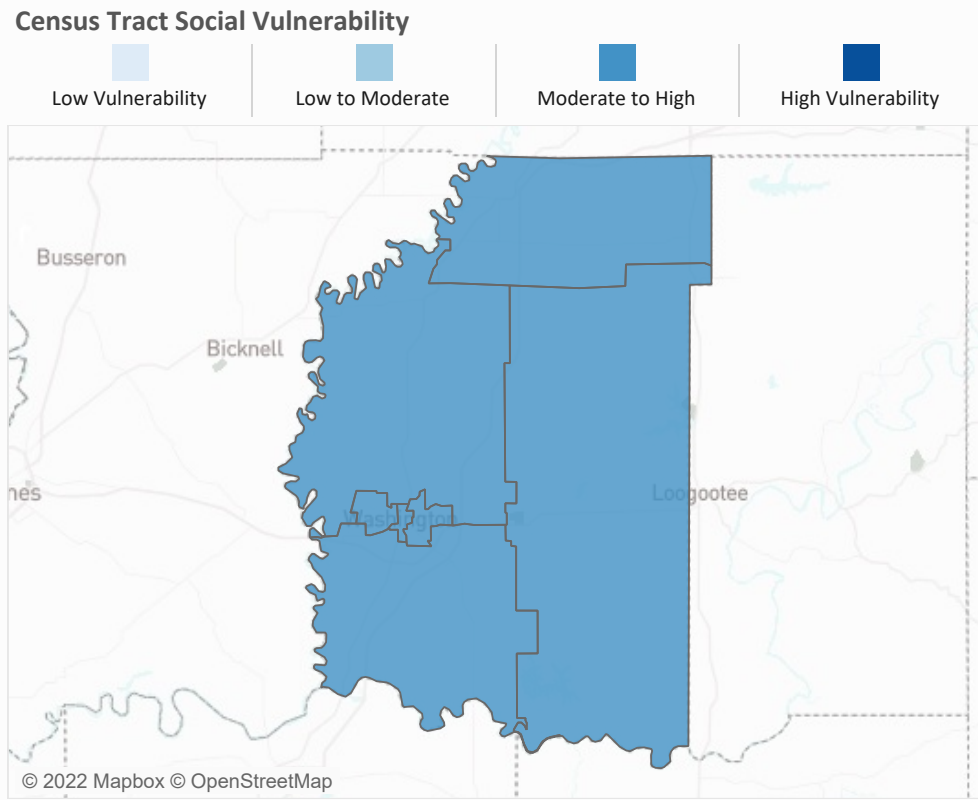 Census Tract Social Vulnerability
Low Vulnerability
Low to Moderate
Moderate to High
High Vulnerability
Busseron
Bicknell
nes
Loogootee
Washington
© 2022 Mapbox © OpenStreetMap